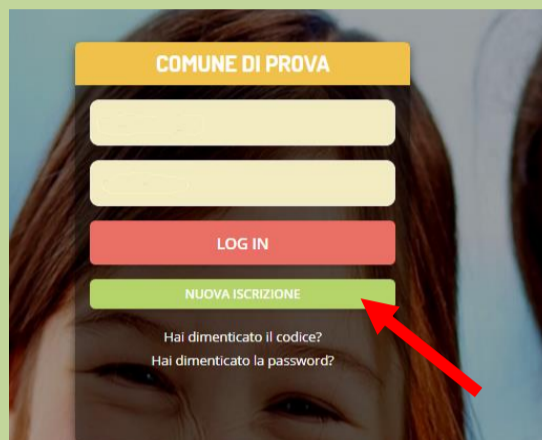 COMUNE DI PROVA
LOG IN
NUOVA ISCRIZIONE
Hai dimenticato il codice?
Hai dimenticato la password?